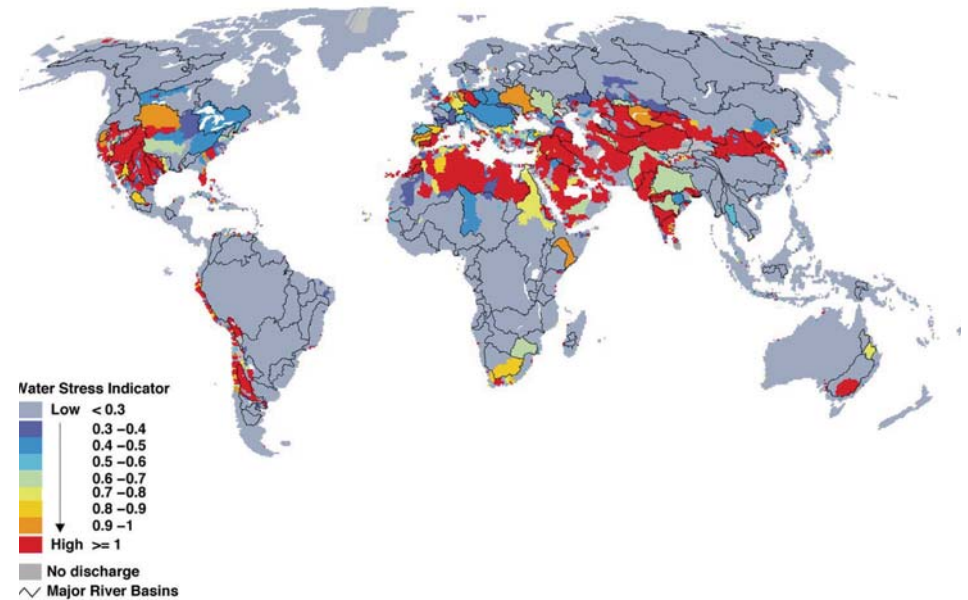 Water Stress Indicator
Low < 0.3
0.3 –0.4
0.4 –0.5
0.5 –0.6
0.6 –0.7
0.7 –0.8
0.8 –0.9
0.9 –1
High >= 1
No discharge
Major River Basins